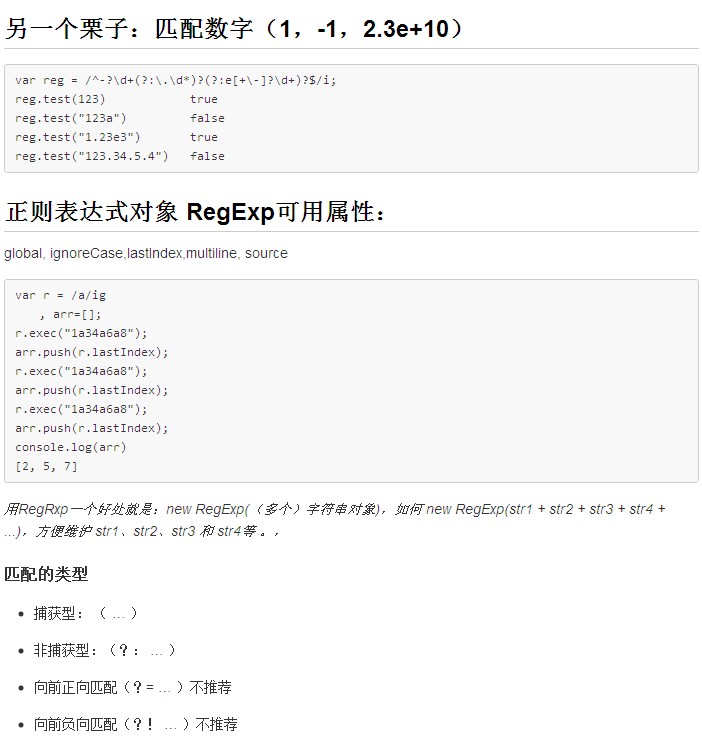 另一个栗子：匹配数字（1，-1，2.3e+10）
var reg = /^-?\d+(?:\.\d*)?(?:e[+\-]?\d+)?$/i;
reg.test(123)            true
reg.test("123a")         false
reg.test("1.23e3")       true
reg.test("123.34.5.4")   false
正则表达式对象 RegExp可用属性：
global, ignoreCase,lastIndex,multiline, source
var r = /a/ig
   , arr=[];
r.exec("1a34a6a8");
arr.push(r.lastIndex);
r.exec("1a34a6a8");
arr.push(r.lastIndex);
r.exec("1a34a6a8");
arr.push(r.lastIndex);
console.log(arr)
[2, 5, 7]
用RegRxp一个好处就是：new RegExp(（多个）字符串对象)，如何 new RegExp(str1 + str2 + str3 + str4 +
...)，方便维护 str1、str2、str3 和 str4等 。，
匹配的类型
• 捕获型：（ ... ）
• 非捕获型：（？： ... ）
• 向前正向匹配（？= ... ）不推荐
• 向前负向匹配（？！ ... ）不推荐